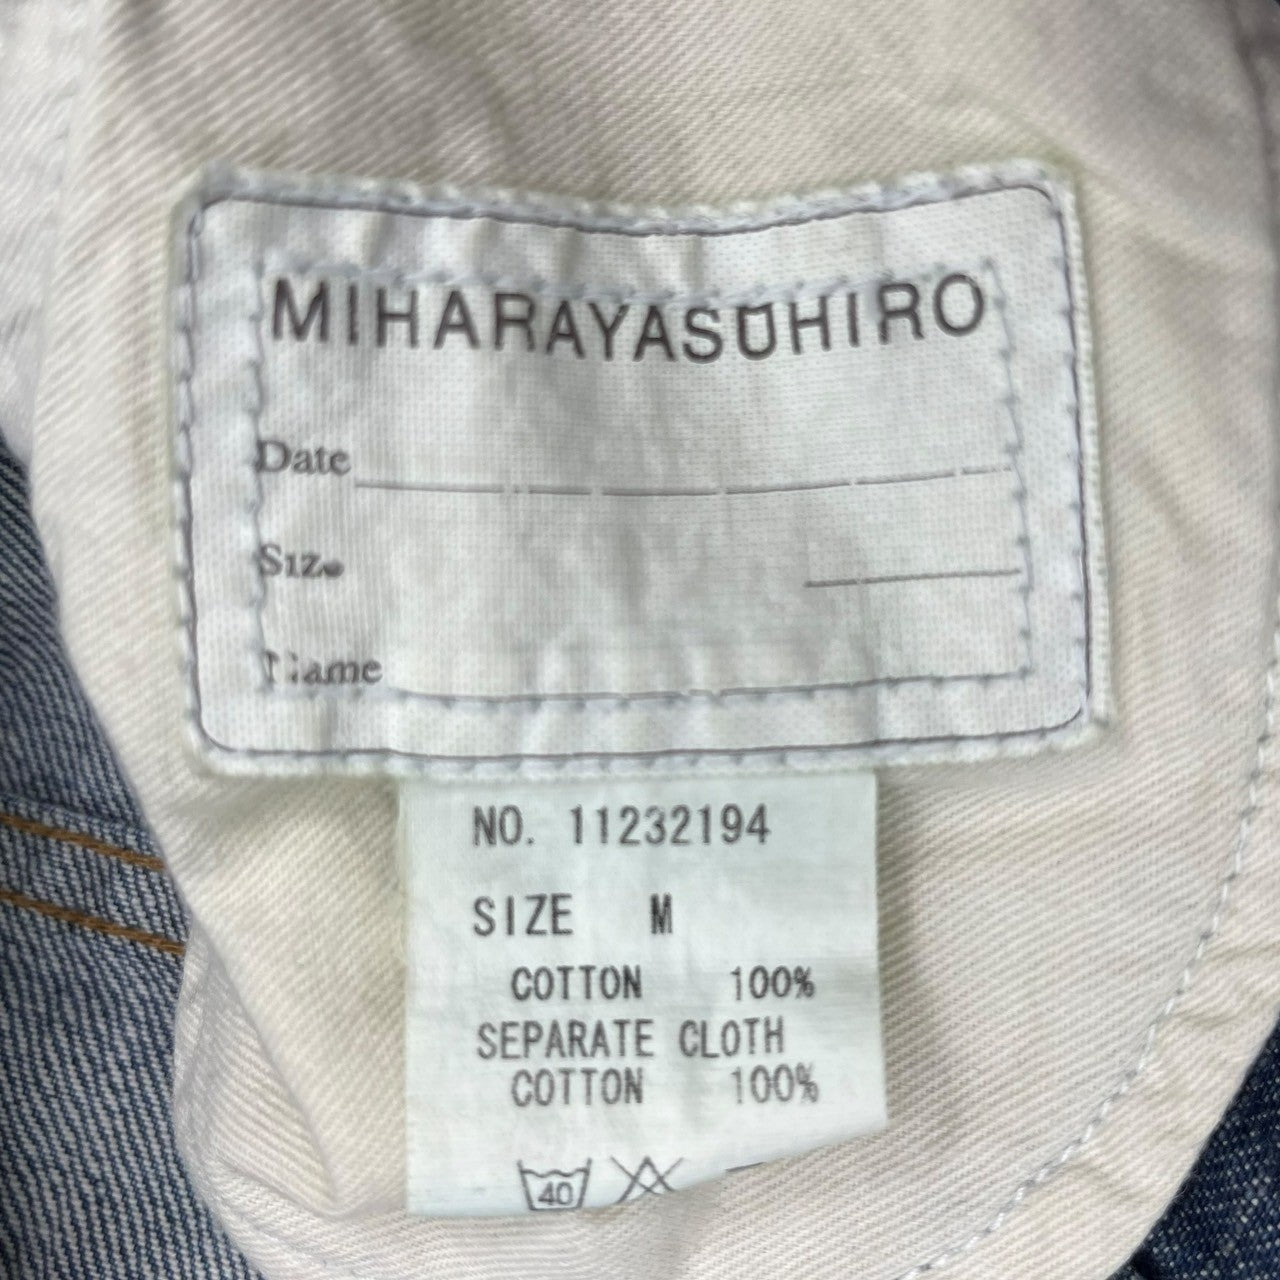 MIHARAYASUHIRO
Date
Size
Name
NO. 11232194
SIZE M
COTTON 100%
SEPARATE CLOTH
COTTON 100%
40